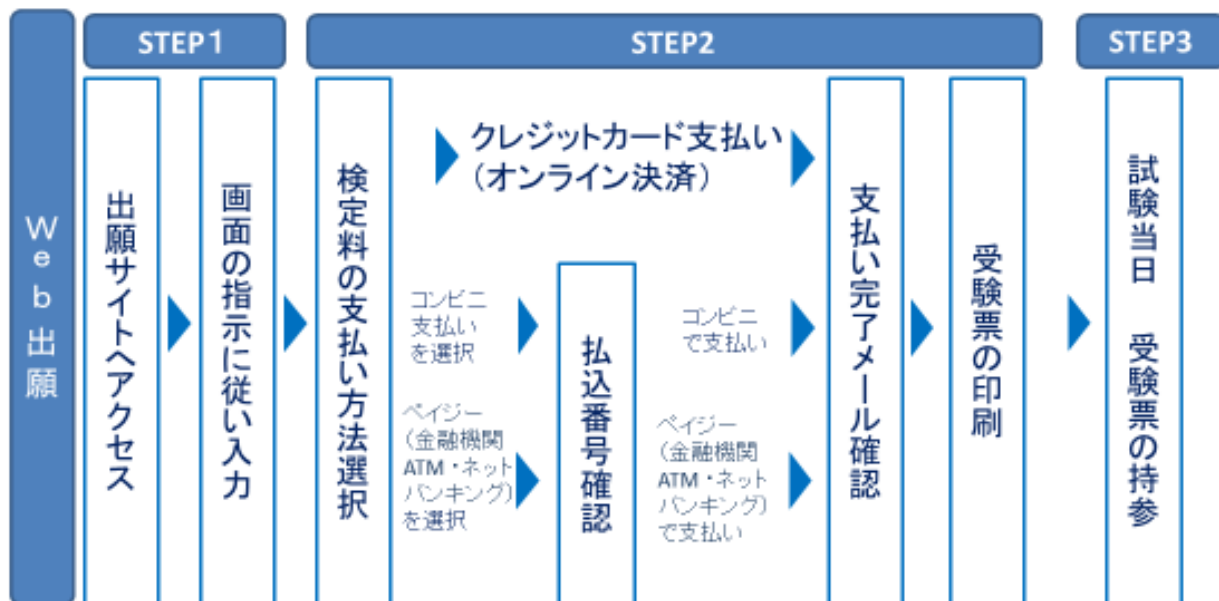 Web出願
STEP1
出願サイトへアクセス
画面の指示に従い入力
STEP2
検定料の支払い方法選択
クレジットカード支払い
(オンライン決済)
コンビニ
支払い
を選択
ペイジー
(金融機関
ATM・ネット
バンキング)
を選択
払込番号確認
コンビニ
で支払い
ペイジー
(金融機関
ATM・ネット
バンキング)
で支払い
支払い完了メール確認
受験票の印刷
STEP3
試験当日 受験票の持参